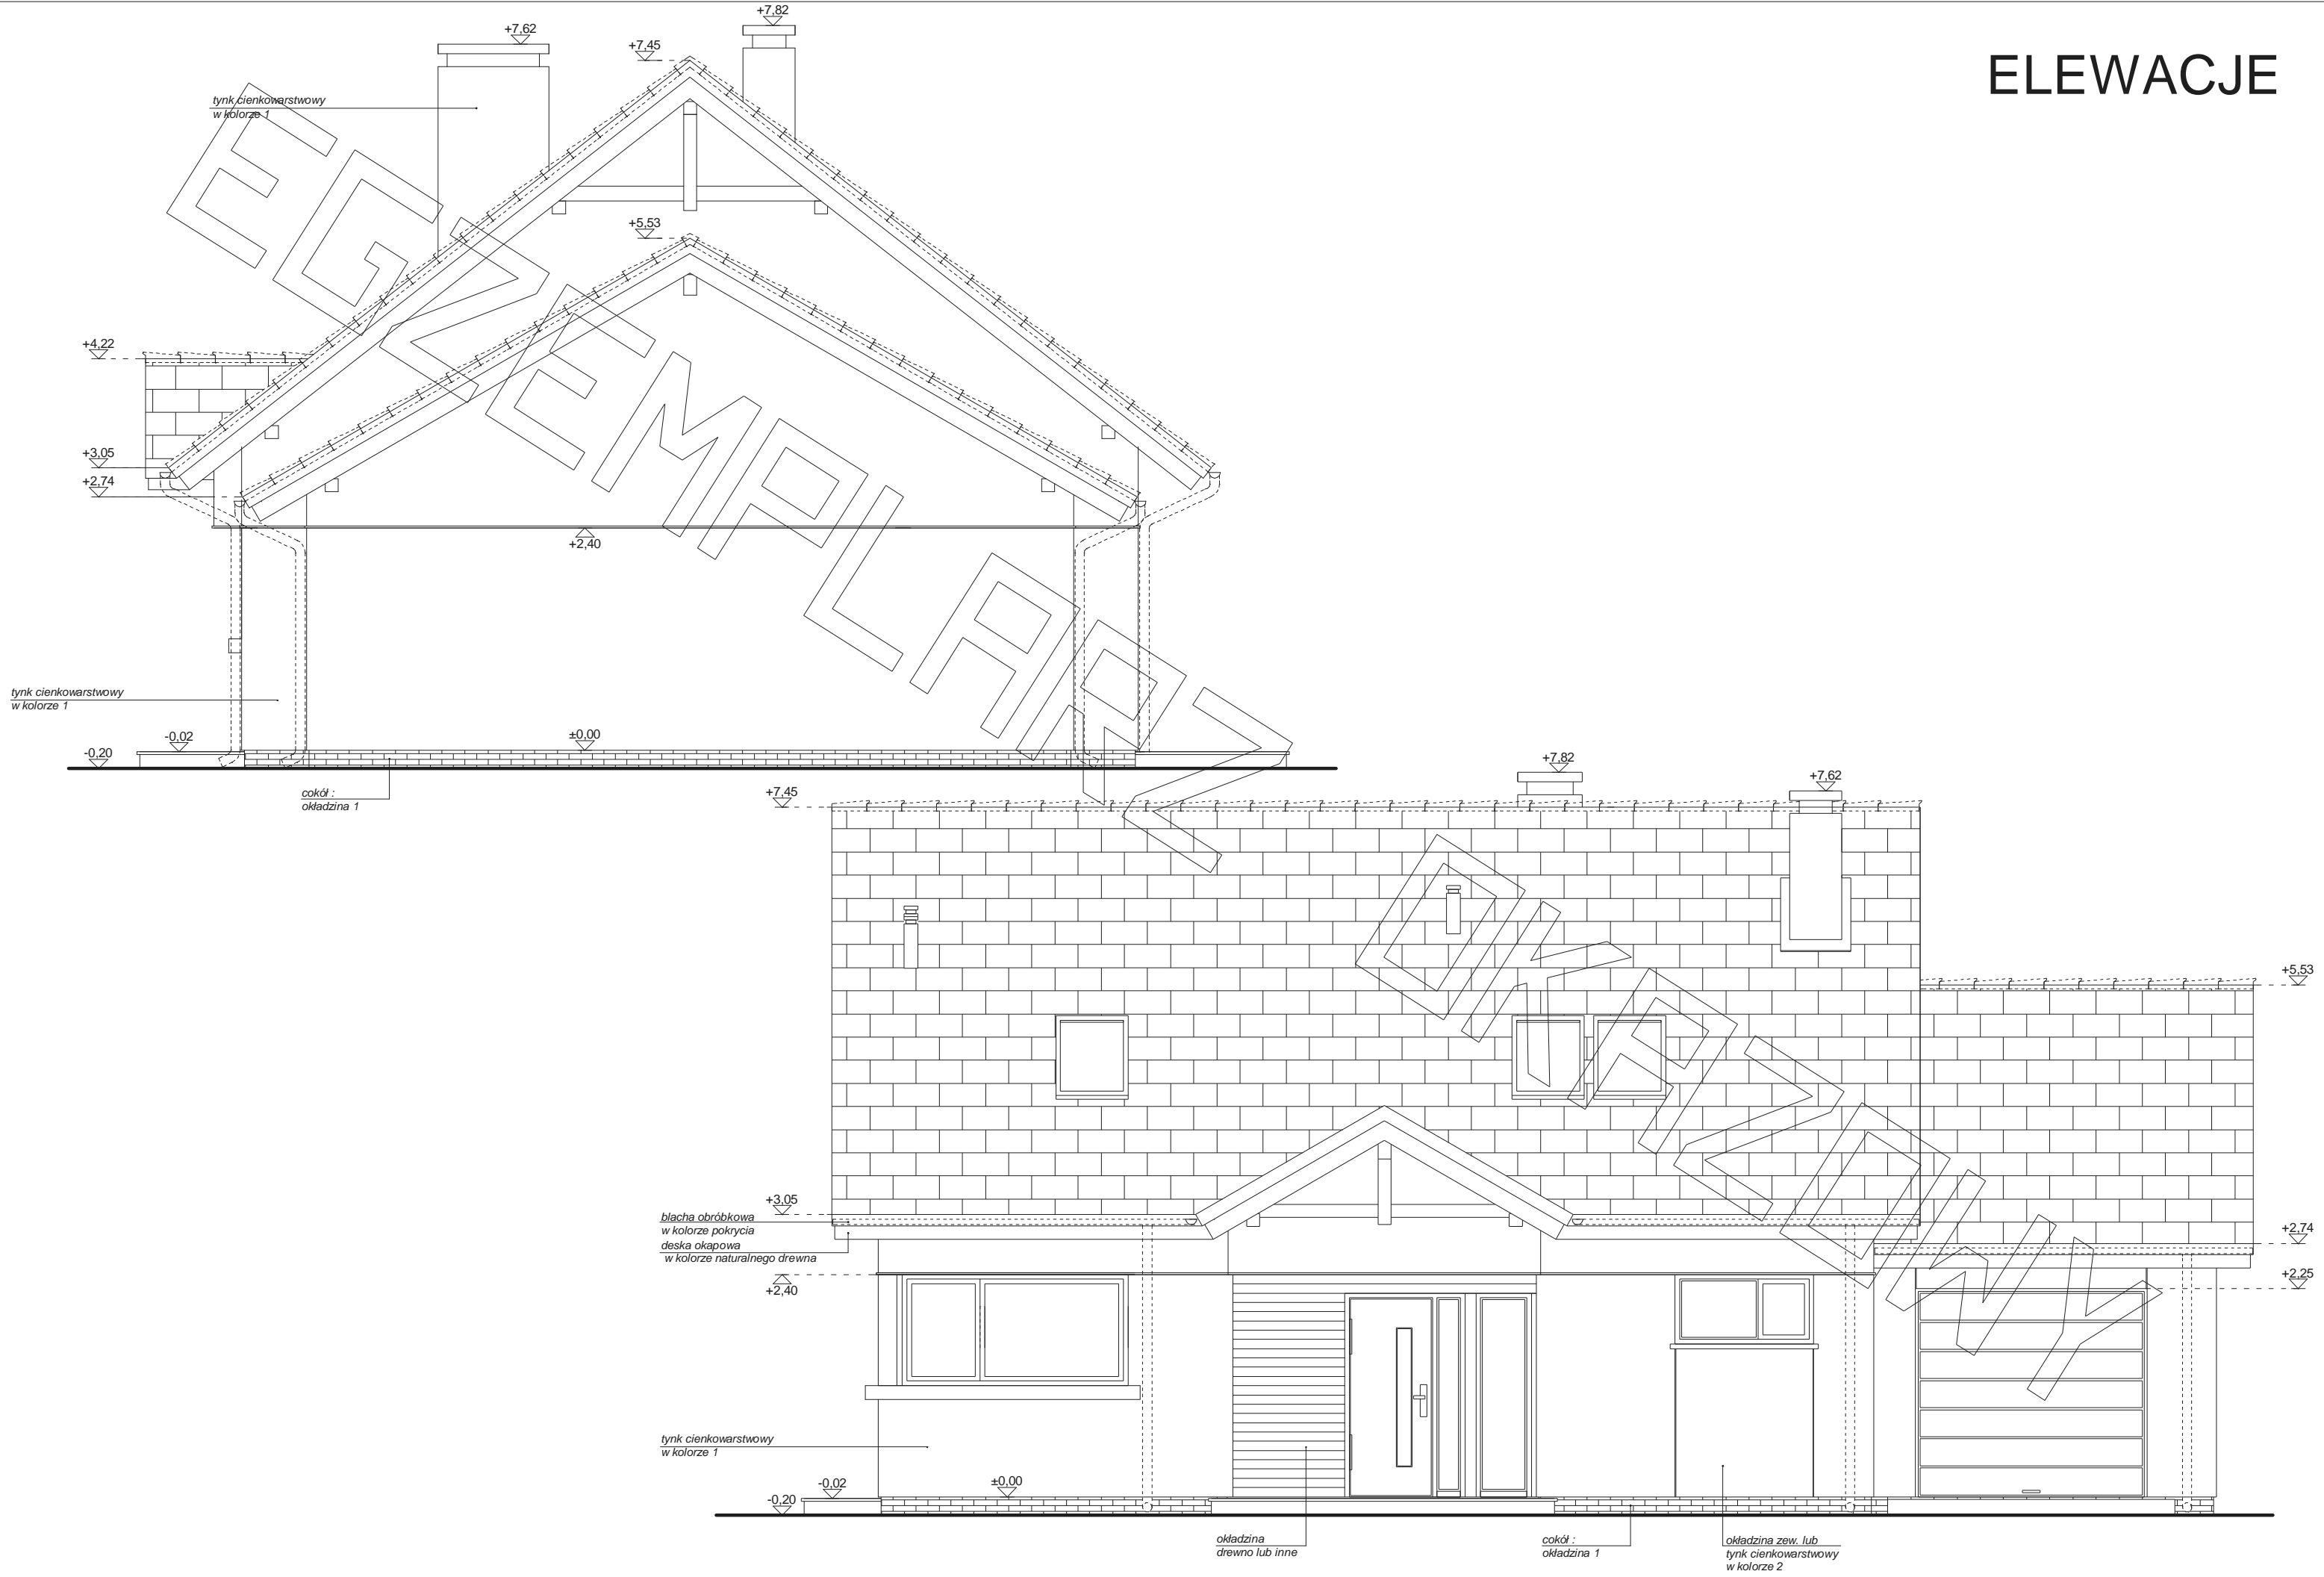 ELEWACJE
+7,82
+7,62
+7,45
tynk cienkowarstwowy
w kolorze 1
+5,53
+4,22
+3,05
+2,74
+2,40
tynk cienkowarstwowy
w kolorze 1
-0,02
±0,00
-0,20
cokół :
okładzina 1
EGZEMPLARZ
OKAZOWY
+7,82
+7,62
+7,45
+5,53
+3,05
blacha obróbkowa
w kolorze pokrycia
deska okapowa
w kolorze naturalnego drewna
+2,74
+2,40
+2,25
tynk cienkowarstwowy
w kolorze 1
-0,02
±0,00
-0,20
okładzina
drewno lub inne
cokół :
okładzina 1
okładzina zew. lub
tynk cienkowarstwowy
w kolorze 2